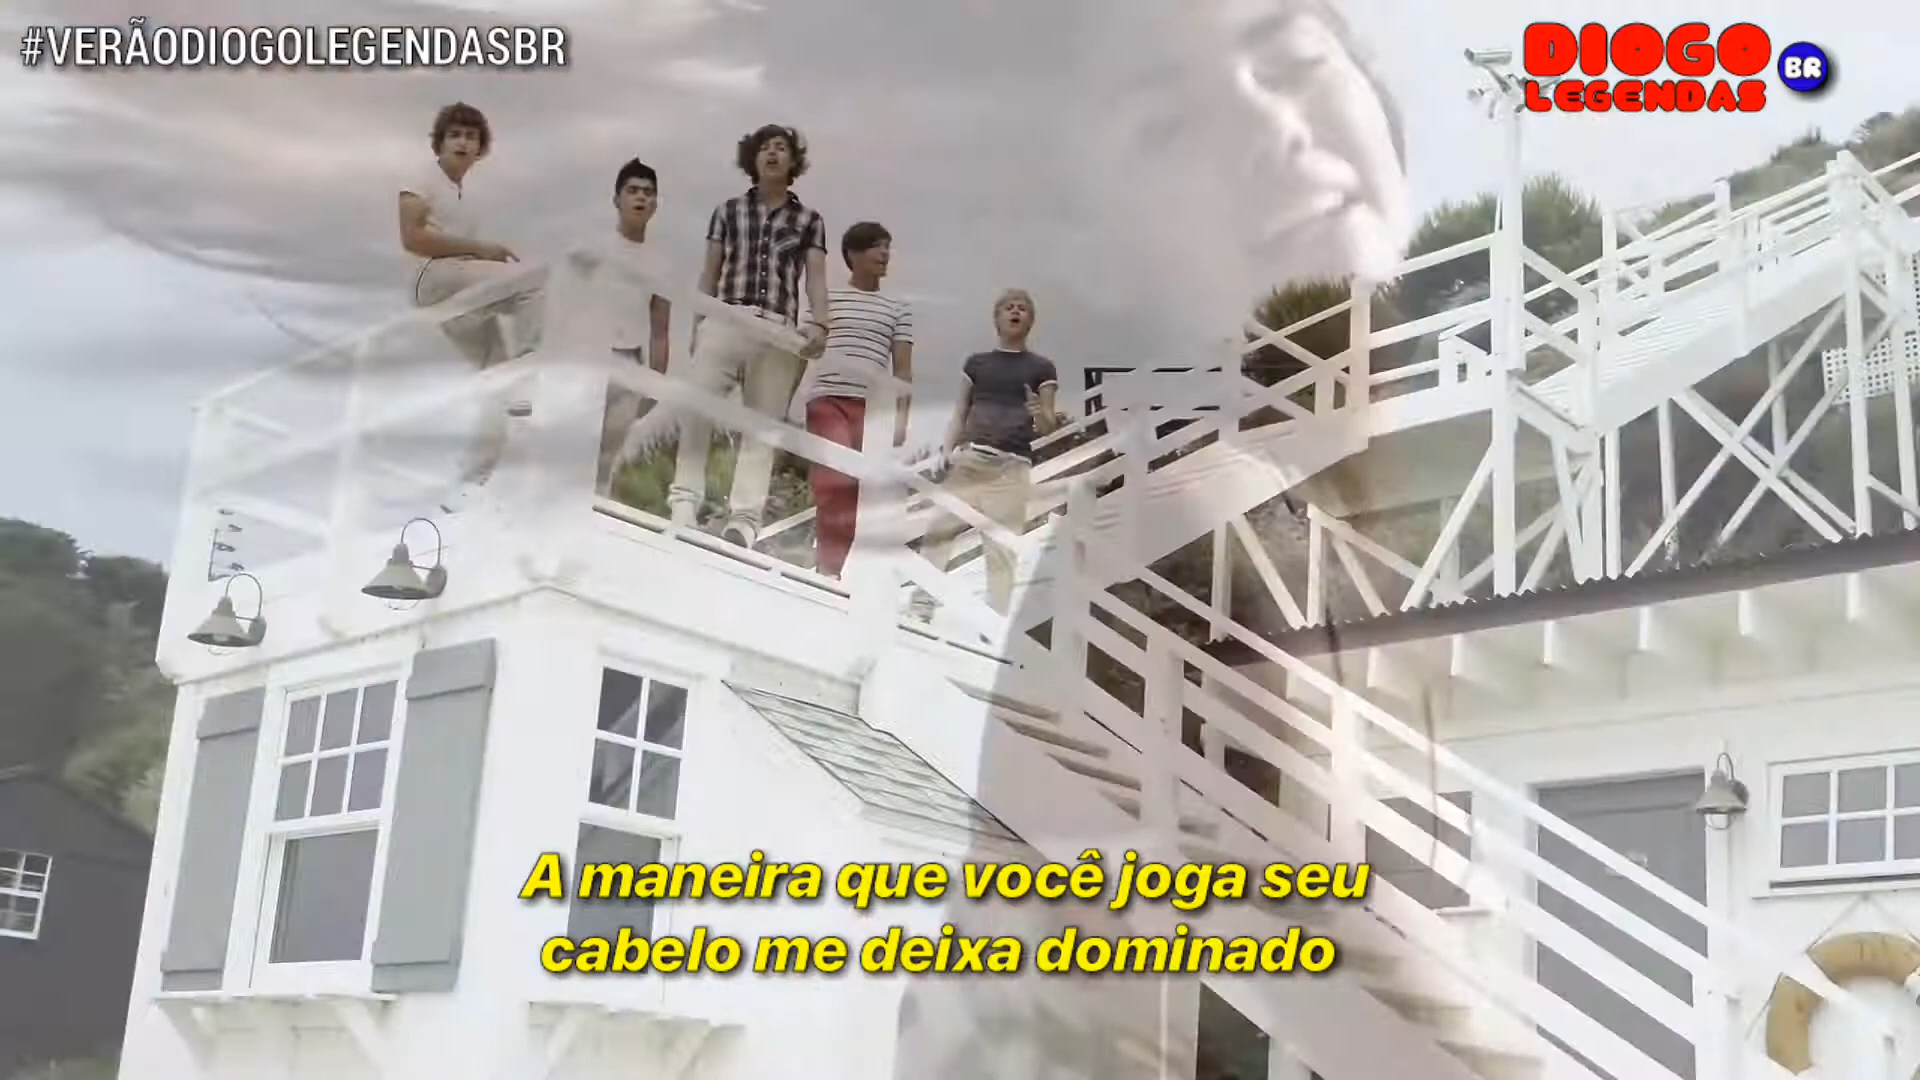 #VERÃODIOGOLEGENDASBR
DIOGO
LEGENDAS
BR
A maneira que você joga seu
cabelo me deixa dominado